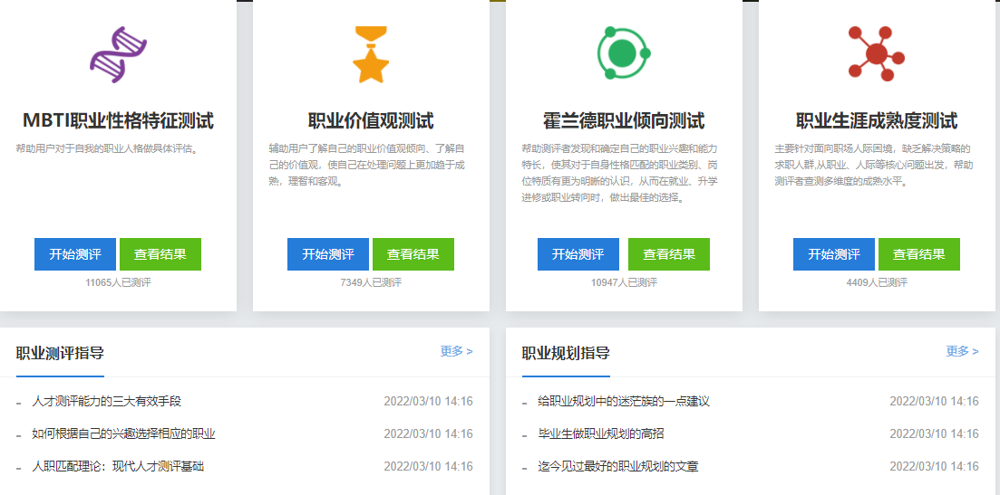 MBTI职业性格特征测试
帮助用户对于自我的职业人格做具体评估。
开始测评
查看结果
11065人已测评
职业价值观测试
辅助用户了解自己的职业价值观倾向、了解自
己的价值观，使自己在处理问题上更加趋于成
熟，理智和客观。
开始测评
查看结果
7349人已测评
霍兰德职业倾向测试
帮助测评者发现和确定自己的职业兴趣和能力
特长，使其对于自身性格匹配的职业类别、岗
位特质有更为明晰的认识，从而在就业、升学
进修或职业转向时，做出最佳的选择。
开始测评
查看结果
10947人已测评
职业生涯成熟度测试
主要针对面向职场人际困境，缺乏解决策略的
求职人群,从职业、人际等核心问题出发，帮助
测评者查测多维度的成熟水平。
开始测评
查看结果
4409人已测评
职业测评指导
更多 >
- 人才测评能力的三大有效手段 2022/03/10 14:16
- 如何根据自己的兴趣选择相应的职业 2022/03/10 14:16
- 人职匹配理论：现代人才测评基础 2022/03/10 14:16
职业规划指导
更多 >
- 给职业规划中的迷茫族的一点建议 2022/03/10 14:16
- 毕业生做职业规划的高招 2022/03/10 14:16
- 迄今见过最好的职业规划的文章 2022/03/10 14:16